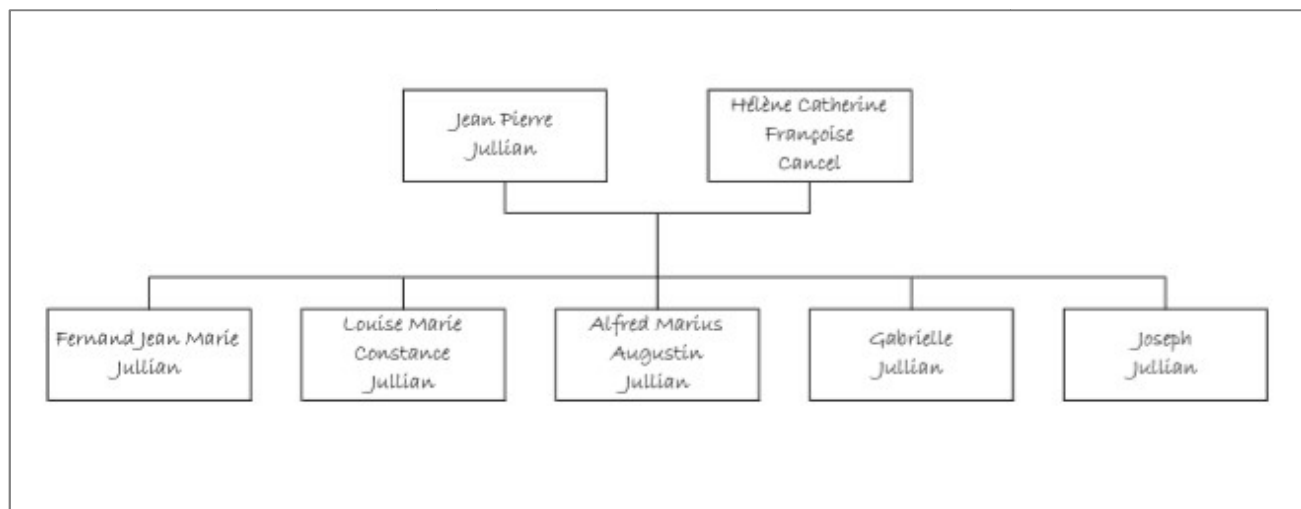 Jean Pierre
Jullian
Hélène Catherine
Françoise
Cancel
Fernand Jean Marie
Jullian
Louise Marie
Constance
Jullian
Alfred Marius
Augustin
Jullian
Gabrielle
Jullian
Joseph
Jullian